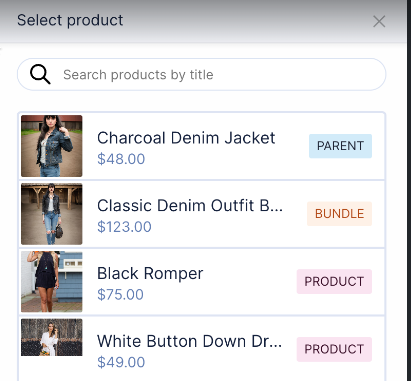 Select product
Search products by title
Charcoal Denim Jacket
$48.00
PARENT
Classic Denim Outfit B...
$123.00
BUNDLE
Black Romper
$75.00
PRODUCT
White Button Down Dr...
$49.00
PRODUCT